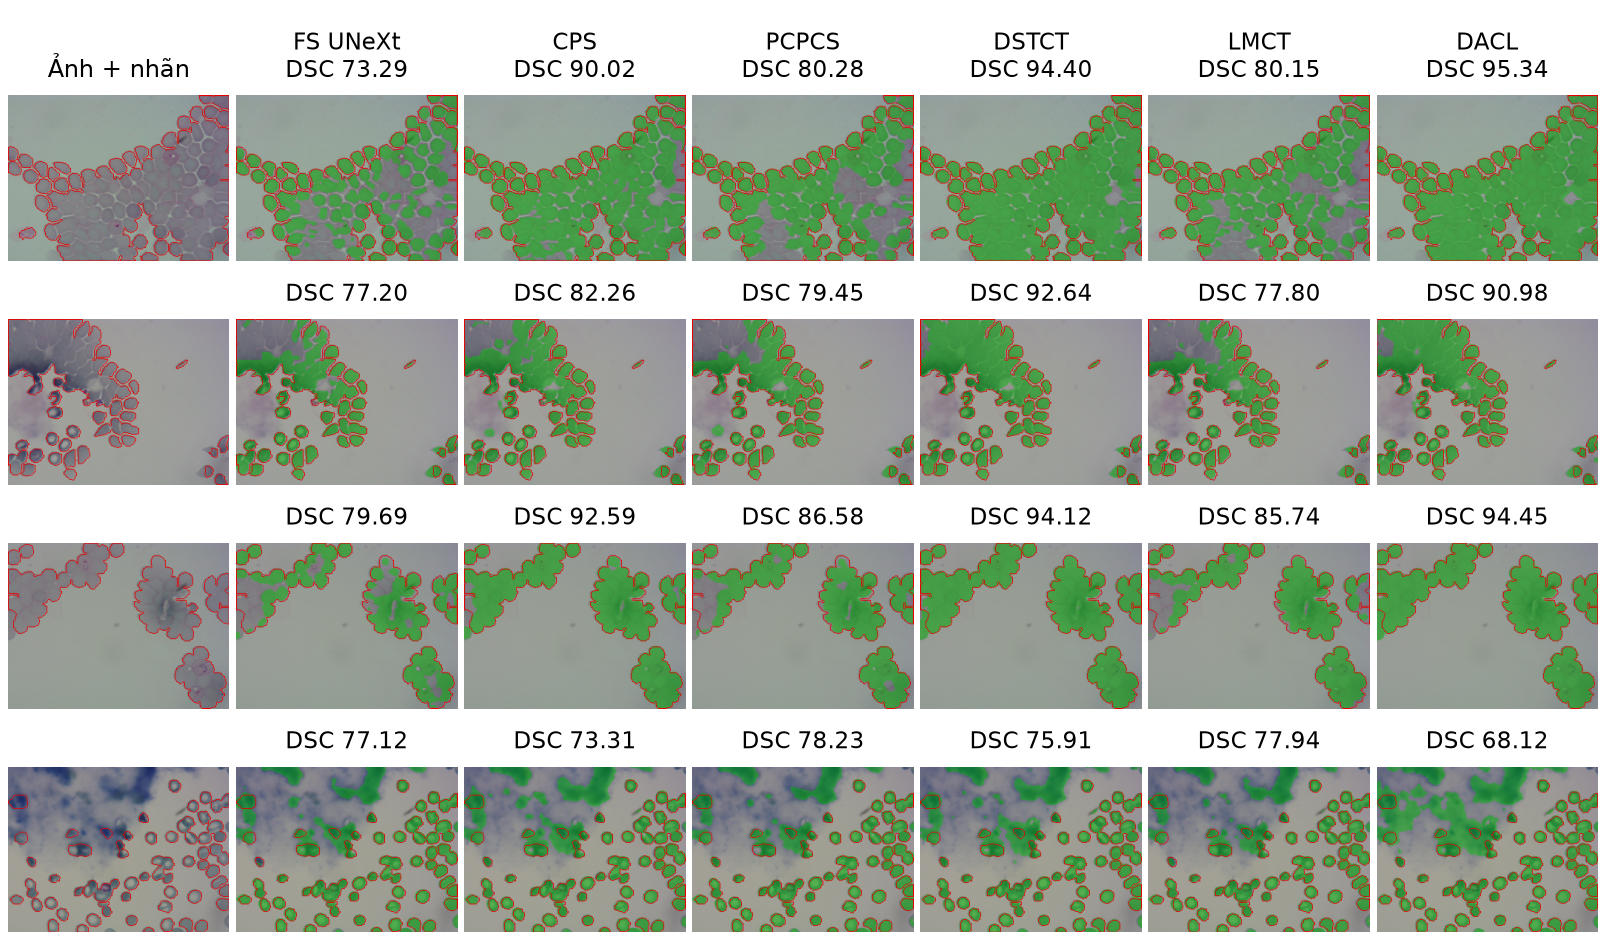 FS UNeXt CPS PCPCS DSTCT LMCT DACL
Ảnh + nhãn DSC 73.29 DSC 90.02 DSC 80.28 DSC 94.40 DSC 80.15 DSC 95.34
DSC 77.20 DSC 82.26 DSC 79.45 DSC 92.64 DSC 77.80 DSC 90.98
DSC 79.69 DSC 92.59 DSC 86.58 DSC 94.12 DSC 85.74 DSC 94.45
DSC 77.12 DSC 73.31 DSC 78.23 DSC 75.91 DSC 77.94 DSC 68.12